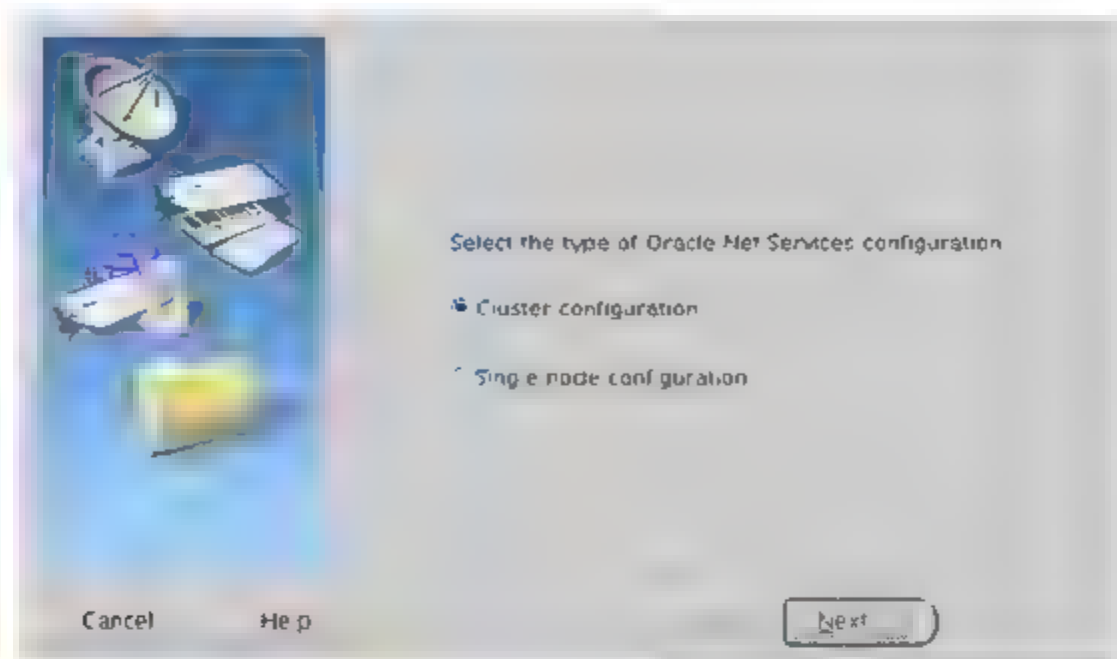 Select the type of Oracle Net Services configuration
Cluster configuration
Single node configuration
Cancel
Help
Next